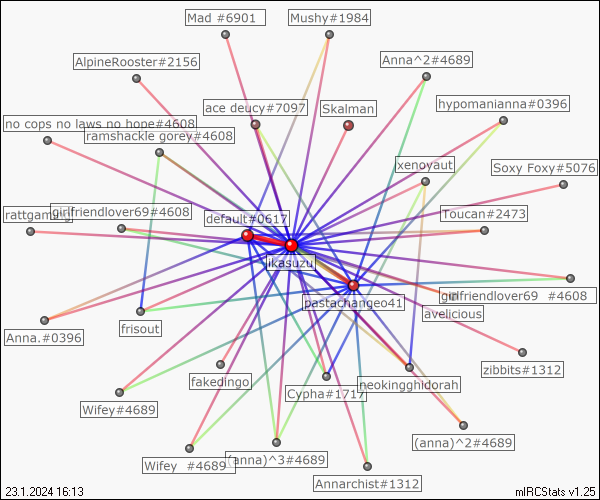 Mad #6901
Mushy#1984
Anna^2#4689
AlpineRooster#2156
hypomanianna#0396
ace deucy#7097
Skalman
no cops no laws no hope#4608
ramshackle gorey#4608
xenoyaut
Soxy Foxy#5076
rattgam
girlfriendlover69#4608
default#0617
Toucan#2473
ikasuzu
girlfriendlover69 #4608
pastachangeo41
avelicious
Anna.#0396
frisout
zibbits#1312
fakedingo
neokingghidorah
Cypha#1717
Wifey#4689
(anna)^2#4689
Wifey #4689
(anna)^3#4689
Annarchist#1312
23.1.2024 16:13
mIRCStats v1.25